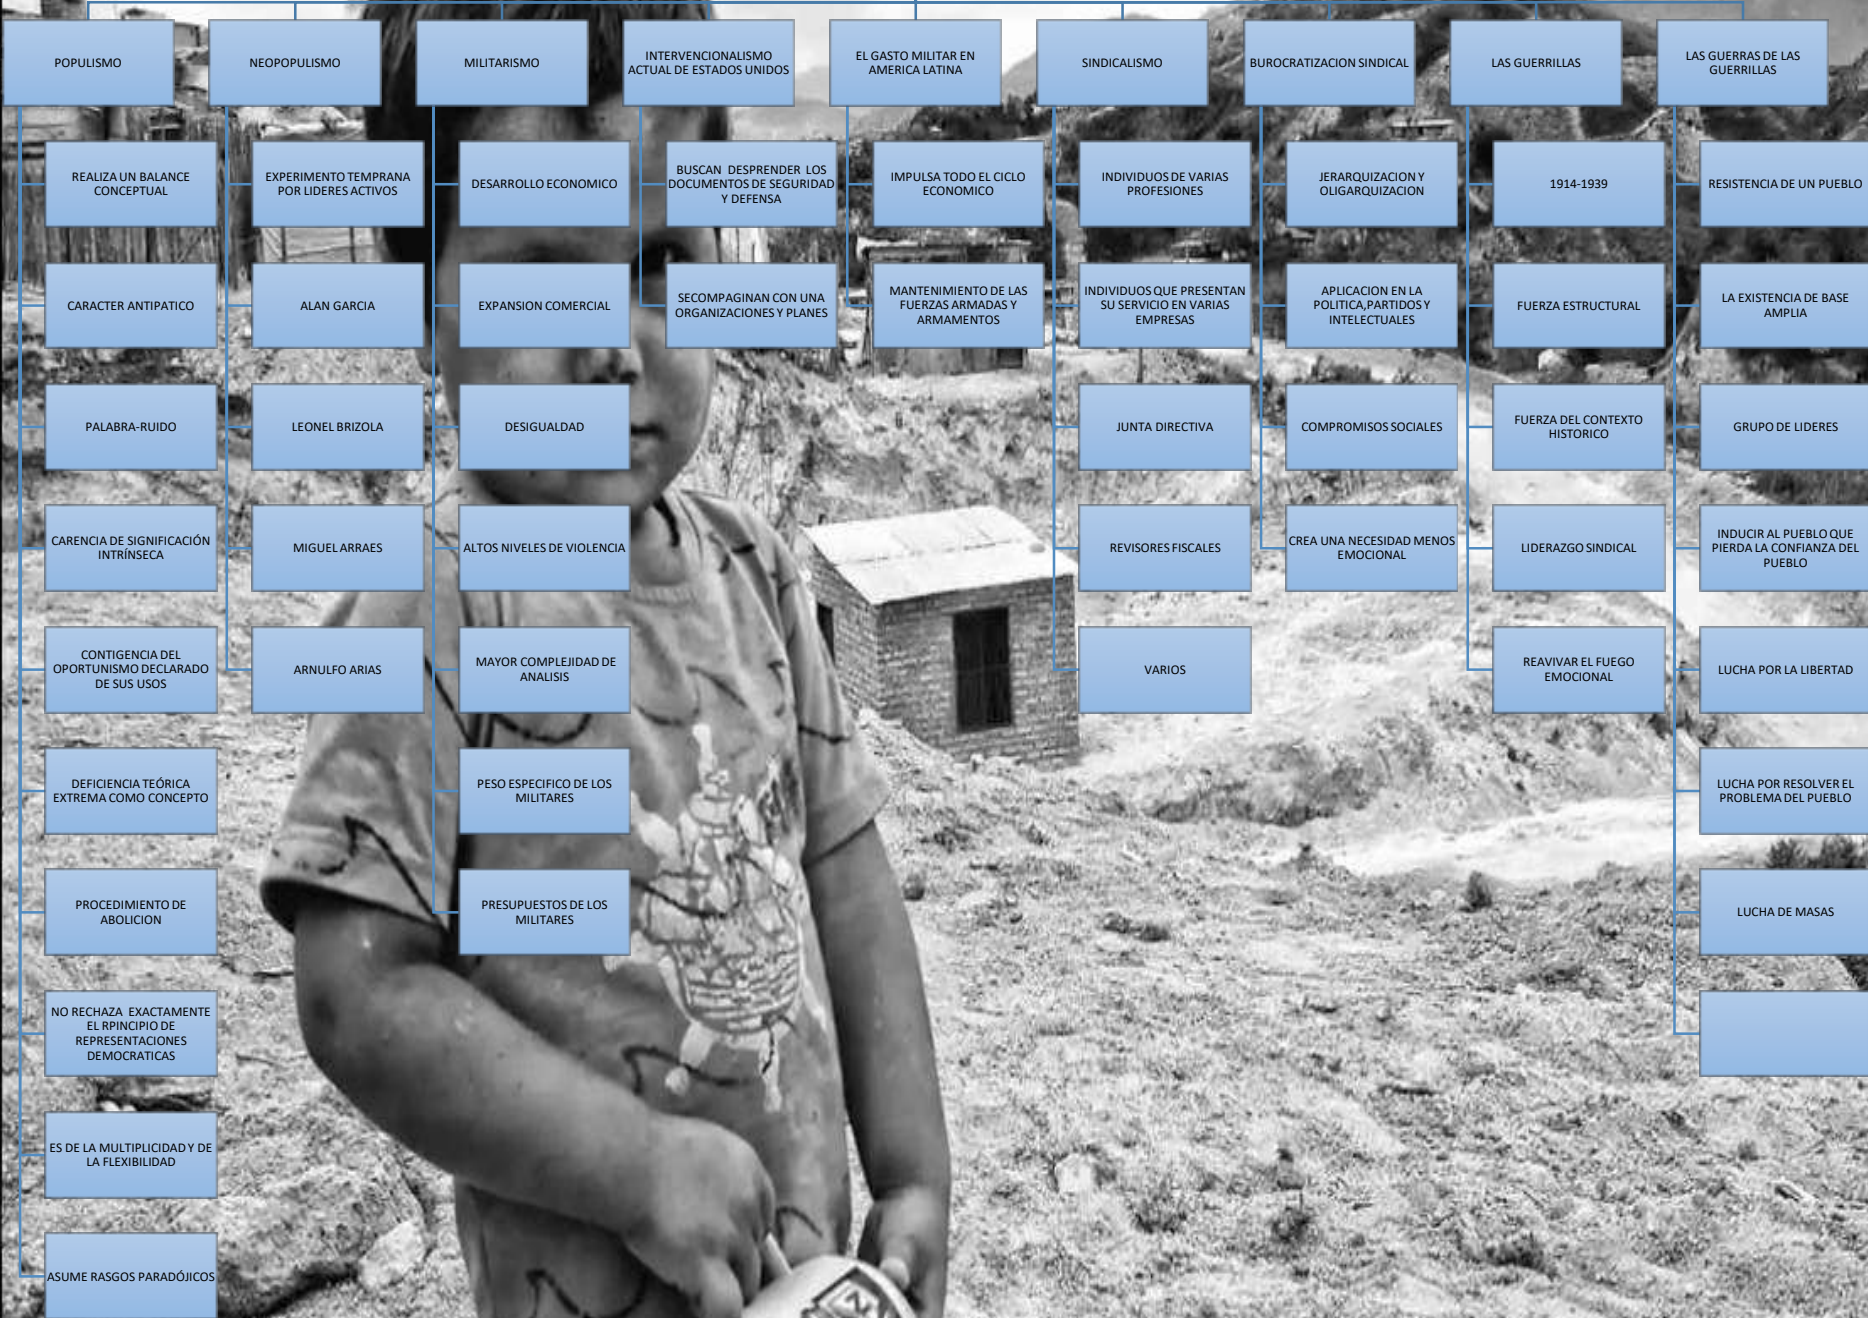 POPULISMO
NEOPOPULISMO
MILITARISMO
INTERVENCIONALISMO
ACTUAL DE ESTADOS UNIDOS
EL GASTO MILITAR EN
AMERICA LATINA
SINDICALISMO
BUROCRATIZACION SINDICAL
LAS GUERRILLAS
LAS GUERRAS DE LAS
GUERRILLAS
REALIZA UN BALANCE
CONCEPTUAL
CARACTER ANTIPATICO
PALABRA-RUIDO
CARENCIA DE SIGNIFICACIÓN
INTRÍNSECA
CONTIGENCIA DEL
OPORTUNISMO DECLARADO
DE SUS USOS
DEFICIENCIA TEÓRICA
EXTREMA COMO CONCEPTO
PROCEDIMIENTO DE
ABOLICION
NO RECHAZA EXACTAMENTE
EL RPINCIPIO DE
REPRESENTACIONES
DEMOCRATICAS
ES DE LA MULTIPLICIDAD Y DE
LA FLEXIBILIDAD
ASUME RASGOS PARADÓJICOS
EXPERIMENTO TEMPRANA
POR LIDERES ACTIVOS
ALAN GARCIA
LEONEL BRIZOLA
MIGUEL ARRAES
ARNULFO ARIAS
DESARROLLO ECONOMICO
EXPANSION COMERCIAL
DESIGUALDAD
ALTOS NIVELES DE VIOLENCIA
MAYOR COMPLEJIDAD DE
ANALISIS
PESO ESPECIFICO DE LOS
MILITARES
PRESUPUESTOS DE LOS
MILITARES
BUSCAN DESPRENDER LOS
DOCUMENTOS DE SEGURIDAD
Y DEFENSA
SECOMPAGINAN CON UNA
ORGANIZACIONES Y PLANES
IMPULSA TODO EL CICLO
ECONOMICO
MANTENIMIENTO DE LAS
FUERZAS ARMADAS Y
ARMAMENTOS
INDIVIDUOS DE VARIAS
PROFESIONES
INDIVIDUOS QUE PRESENTAN
SU SERVICIO EN VARIAS
EMPRESAS
JUNTA DIRECTIVA
REVISORES FISCALES
VARIOS
JERARQUIZACION Y
OLIGARQUIZACION
APLICACION EN LA
POLITICA,PARTIDOS Y
INTELECTUALES
COMPROMISOS SOCIALES
CREA UNA NECESIDAD MENOS
EMOCIONAL
1914-1939
FUERZA ESTRUCTURAL
FUERZA DEL CONTEXTO
HISTORICO
LIDERAZGO SINDICAL
REAVIVAR EL FUEGO
EMOCIONAL
RESISTENCIA DE UN PUEBLO
LA EXISTENCIA DE BASE
AMPLIA
GRUPO DE LIDERES
INDUCIR AL PUEBLO QUE
PIERDA LA CONFIANZA DEL
PUEBLO
LUCHA POR LA LIBERTAD
LUCHA POR RESOLVER EL
PROBLEMA DEL PUEBLO
LUCHA DE MASAS